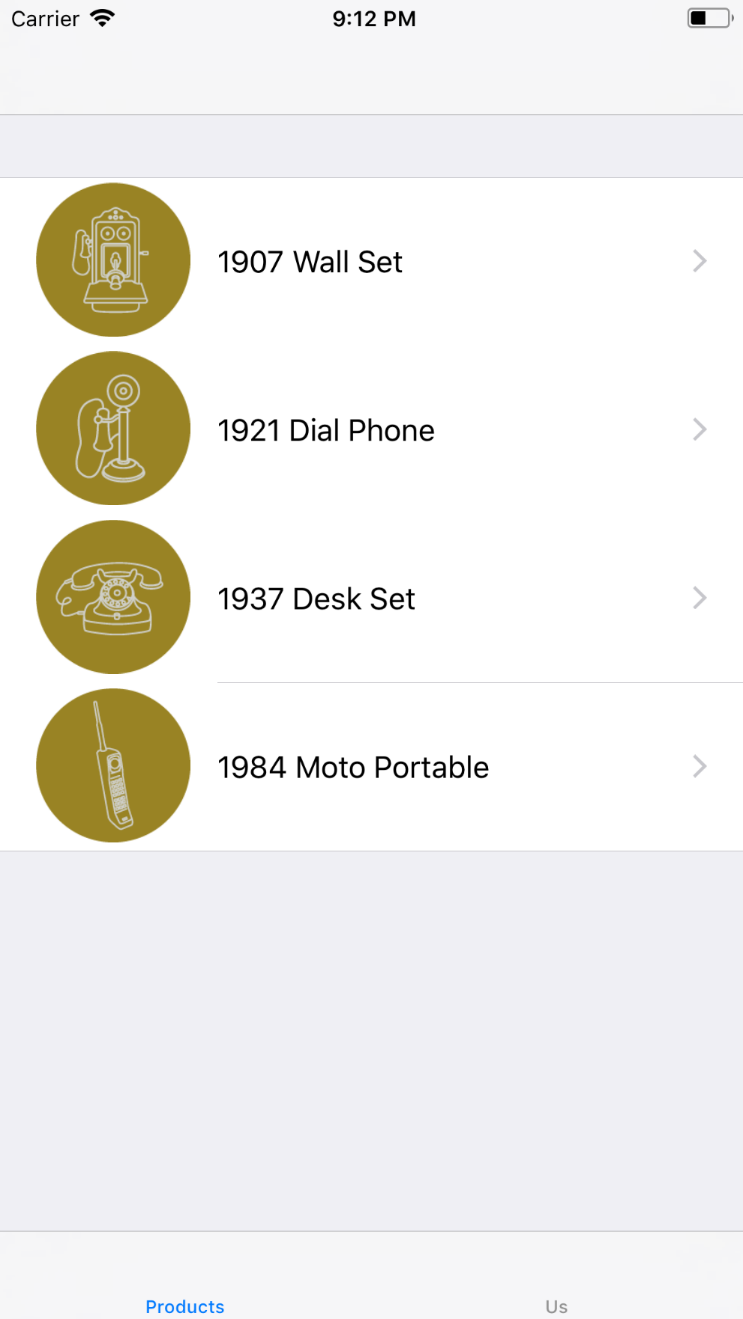 Carrier 9:12 PM
1907 Wall Set
1921 Dial Phone
1937 Desk Set
1984 Moto Portable
Products Us